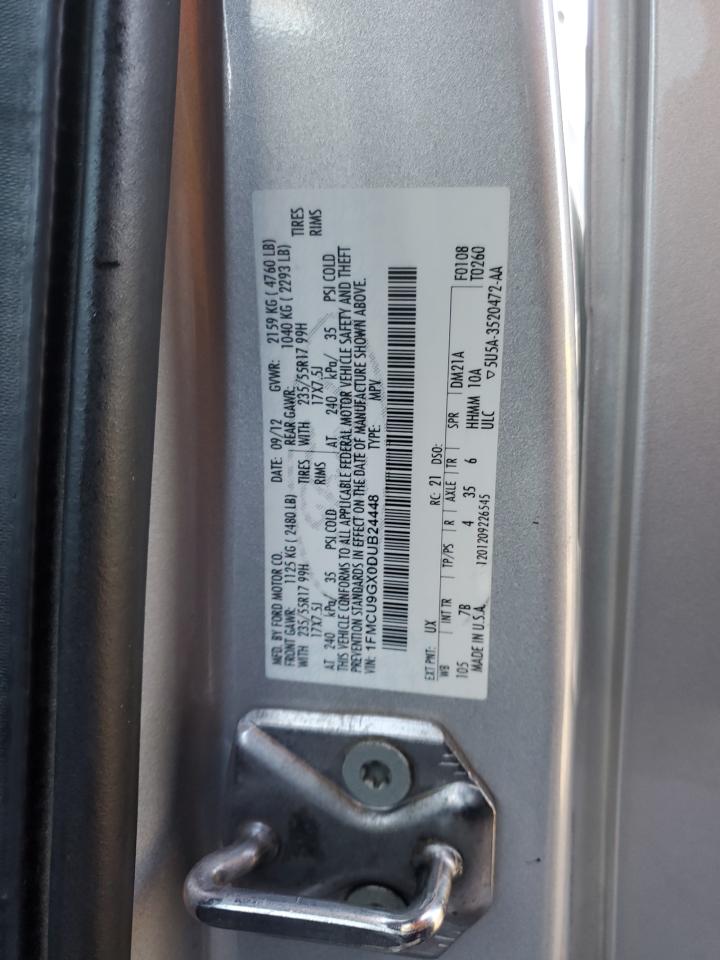 MFD. BY FORD MOTOR CO. DATE: 09/12 GVWR: 2159 KG ( 4760 LB)
FRONT GAWR: 1125 KG ( 2480 LB) REAR GAWR: 1040 KG ( 2293 LB)
WITH 235/55R17 99H TIRES WITH 235/55R17 99H TIRES
17X7.5J RIMS 17X7.5J RIMS
AT 240 kPa/ 35 PSI COLD AT 240 kPa/ 35 PSI COLD
THIS VEHICLE CONFORMS TO ALL APPLICABLE FEDERAL MOTOR VEHICLE SAFETY AND THEFT
PREVENTION STANDARDS IN EFFECT ON THE DATE OF MANUFACTURE SHOWN ABOVE.
VIN: 1FMCU9GX0DUB24448 TYPE: MPV
EXT PNT: UX RC: 21 DSO: F0108
WB INT TR TP/PS R AXLE TR SPR DM21A T0260
105 7B 4 35 6 HHMM 10A
MADE IN U.S.A. 1201209226545 ULC ▽5U5A-3520472-AA